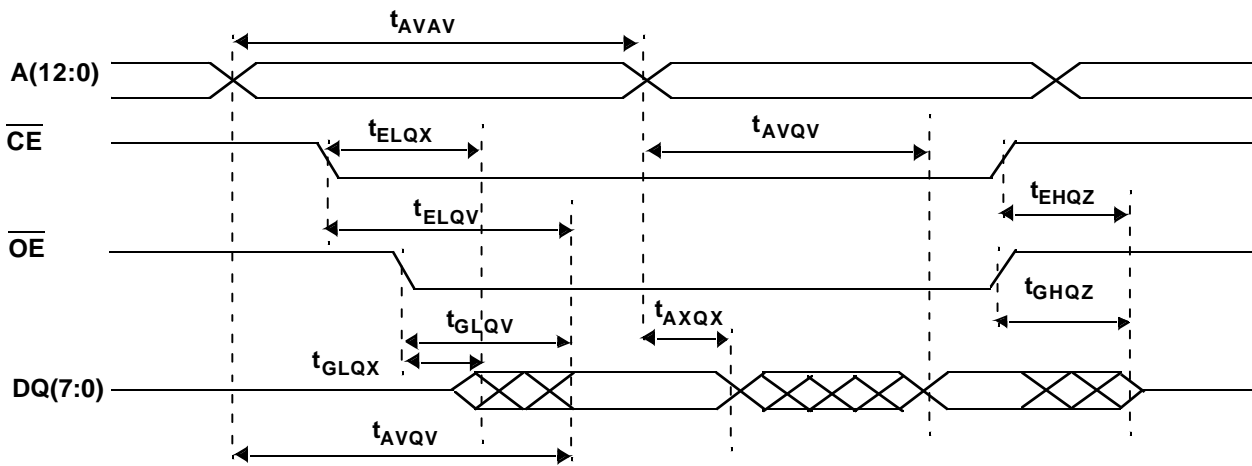 tAVAV
A(12:0)
CE
tELQX
tAVQV
tELQV
tEHQZ
OE
tGHQZ
tGLQV
tAXQX
tGLQX
DQ(7:0)
tAVQV